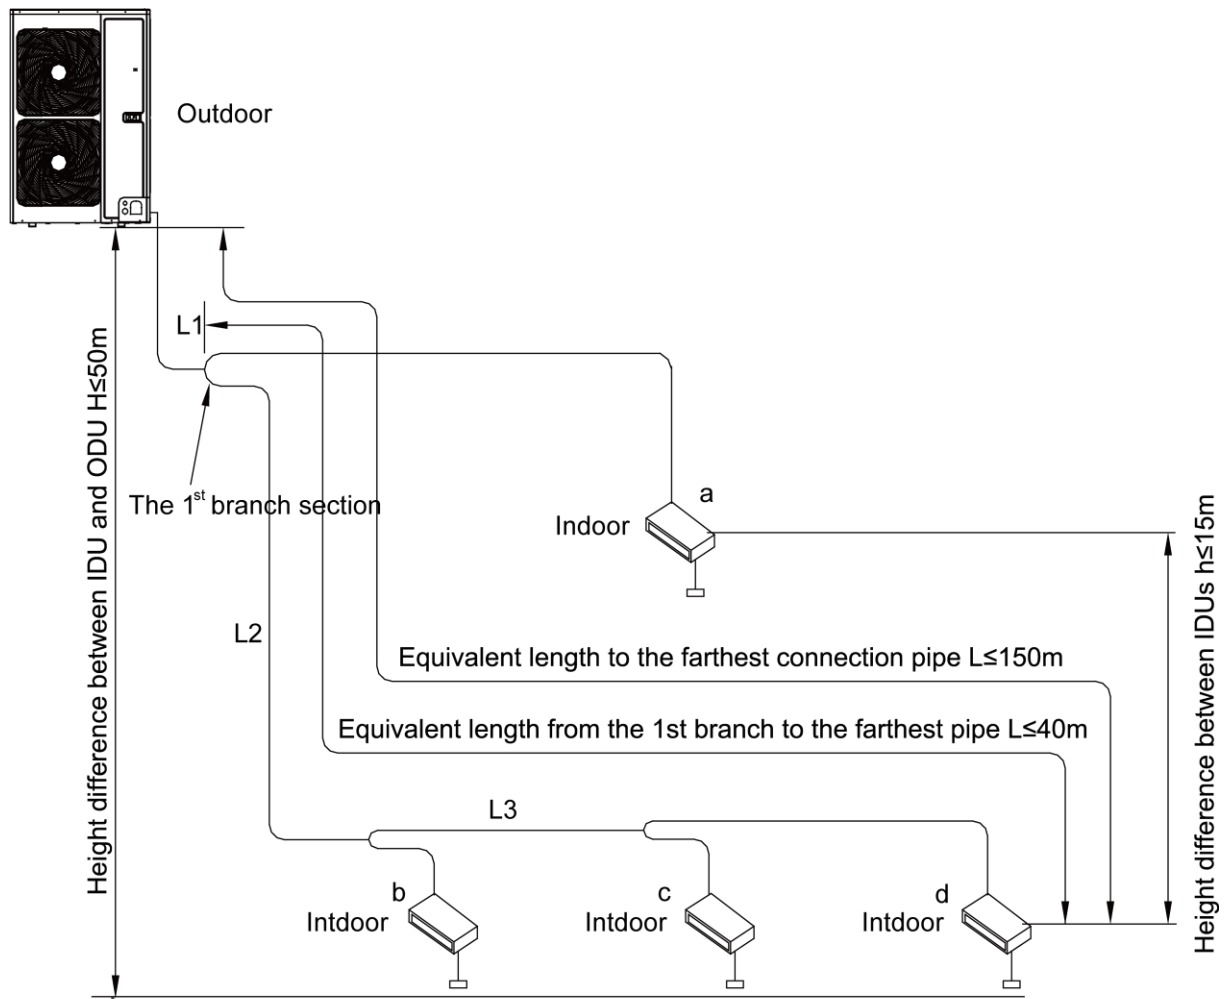 Outdoor
L1
The 1st branch section
Height difference between IDU and ODU H≤50m
a
Indoor
Height difference between IDUs h≤15m
L2
Equivalent length to the farthest connection pipe L≤150m
Equivalent length from the 1st branch to the farthest pipe L≤40m
L3
b
Intdoor
c
Intdoor
d
Intdoor